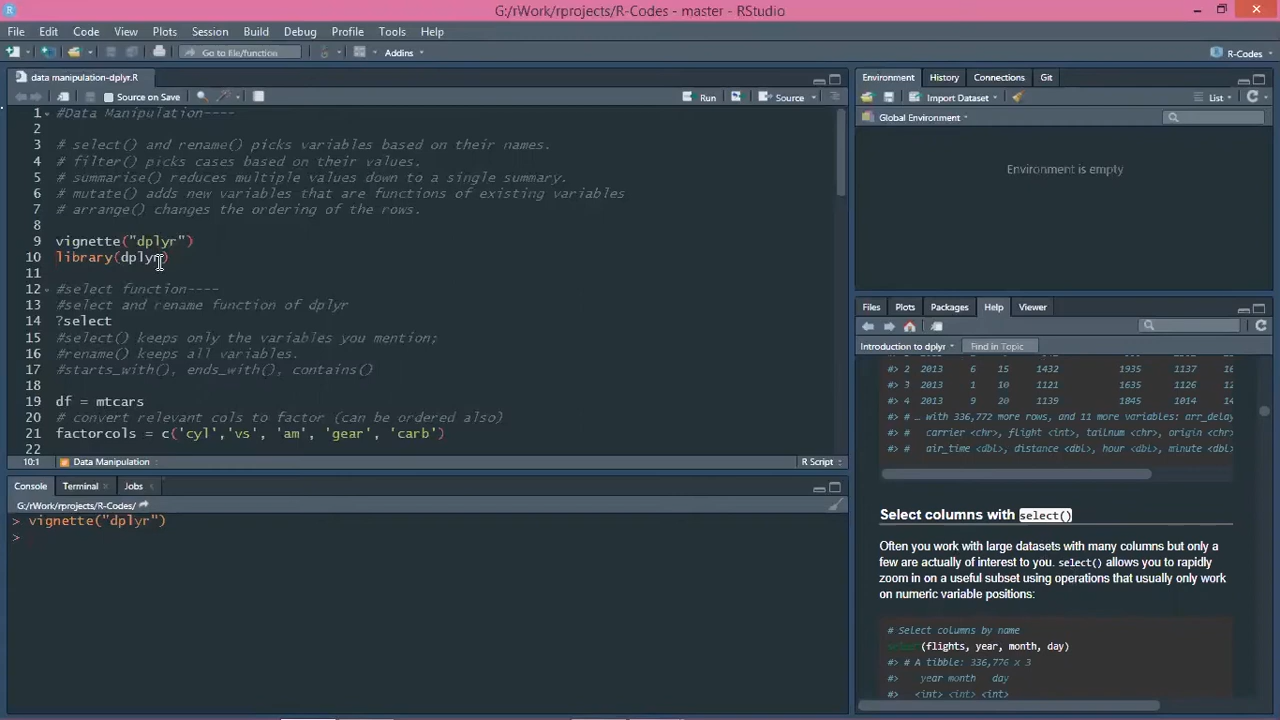 G:/rWork/rprojects/R-Codes - master - RStudio
File Edit Code View Plots Session Build Debug Profile Tools Help
Go to file/function Addins R-Codes
data manipulation-dplyr.R
Source on Save Run Source
1 #Data Manipulation----
2
3 # select() and rename() picks variables based on their names.
4 # filter() picks cases based on their values.
5 # summarise() reduces multiple values down to a single summary.
6 # mutate() adds new variables that are functions of existing variables
7 # arrange() changes the ordering of the rows.
8
9 vignette("dplyr")
10 library(dplyr)
11
12 #select function----
13 #select and rename function of dplyr
14 ?select
15 #select() keeps only the variables you mention;
16 #rename() keeps all variables.
17 #starts_with(), ends_with(), contains()
18
19 df = mtcars
20 # convert relevant cols to factor (can be ordered also)
21 factorcols = c('cyl','vs', 'am', 'gear', 'carb')
22
10:1 Data Manipulation R Script
Console Terminal Jobs
G:/rWork/rprojects/R-Codes/
> vignette("dplyr")
>
Environment History Connections Git
Import Dataset List
Global Environment
Environment is empty
Files Plots Packages Help Viewer
Introduction to dplyr Find in Topic
#> 2 2013 6 15 1432 1935 1137
#> 3 2013 1 10 1121 1635 1126
#> 4 2013 9 20 1139 1845 1014
#> # … with 336,772 more rows, and 11 more variables: arr_delay
#> # carrier <chr>, flight <int>, tailnum <chr>, origin <chr>
#> # air_time <dbl>, distance <dbl>, hour <dbl>, minute <dbl>
Select columns with select()
Often you work with large datasets with many columns but only a
few are actually of interest to you. select() allows you to rapidly
zoom in on a useful subset using operations that usually only work
on numeric variable positions:
# Select columns by name
select(flights, year, month, day)
#> # A tibble: 336,776 x 3
#> year month day
#> <int> <int> <int>